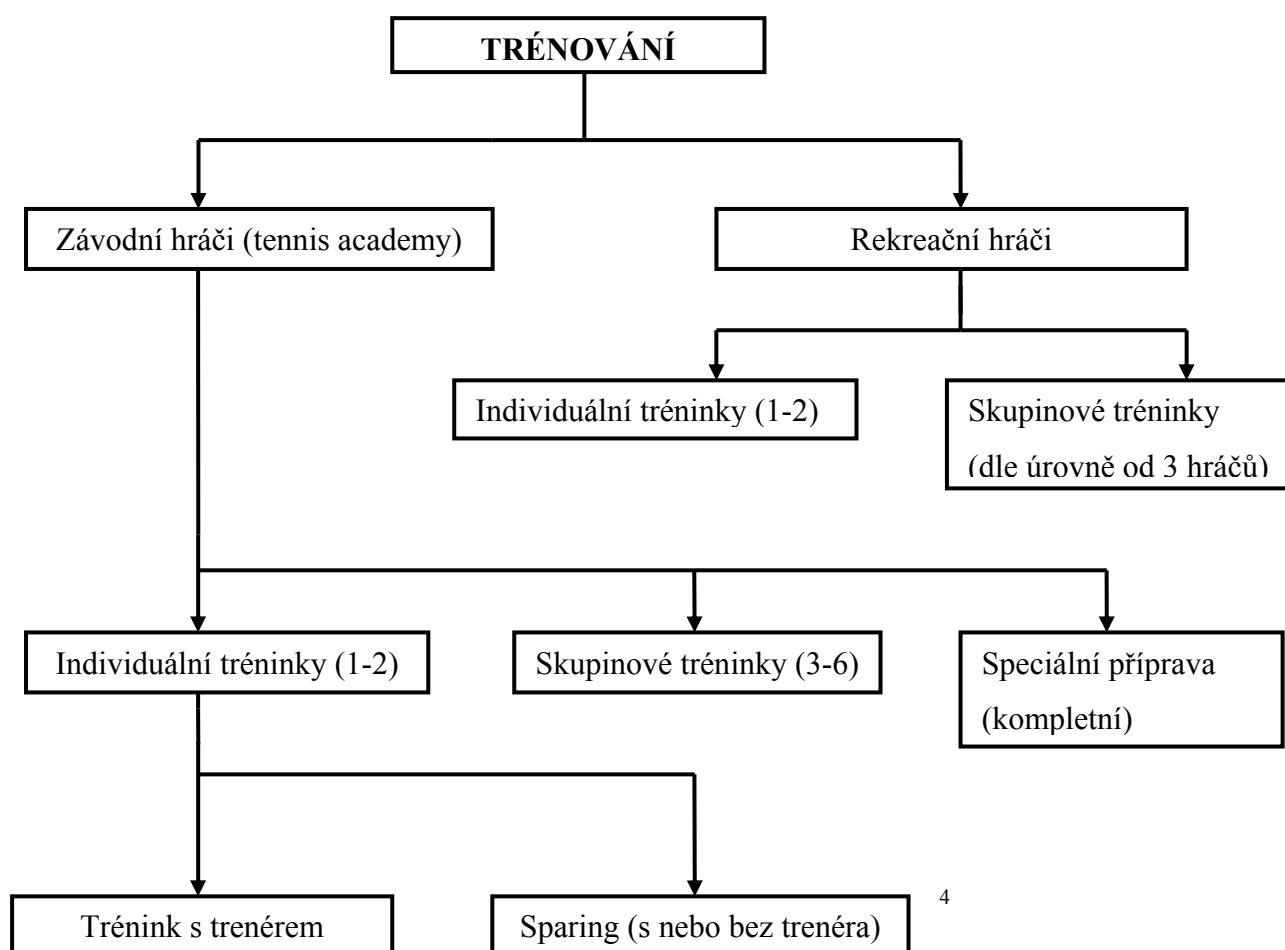 TRÉNOVÁNÍ
Závodní hráči (tennis academy)
Rekreační hráči
Individuální tréninky (1-2)
Skupinové tréninky
(dle úrovně od 3 hráčů)
Individuální tréninky (1-2)
Skupinové tréninky (3-6)
Speciální příprava
(kompletní)
4
Trénink s trenérem
Sparing (s nebo bez trenéra)